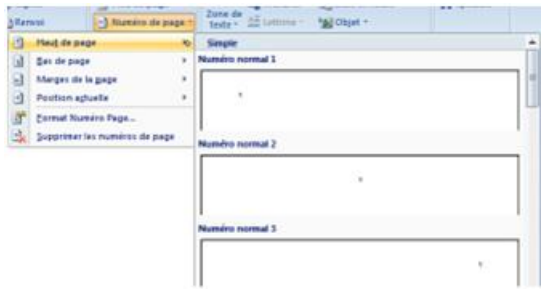 Renvoi
Numéro de page
Zone de
texte
Lettrine
Objet
Haut de page
Bas de page
Marges de la page
Position actuelle
Format Numéro Page...
Supprimer les numéros de page
Simple
Numéro normal 1
Numéro normal 2
Numéro normal 3